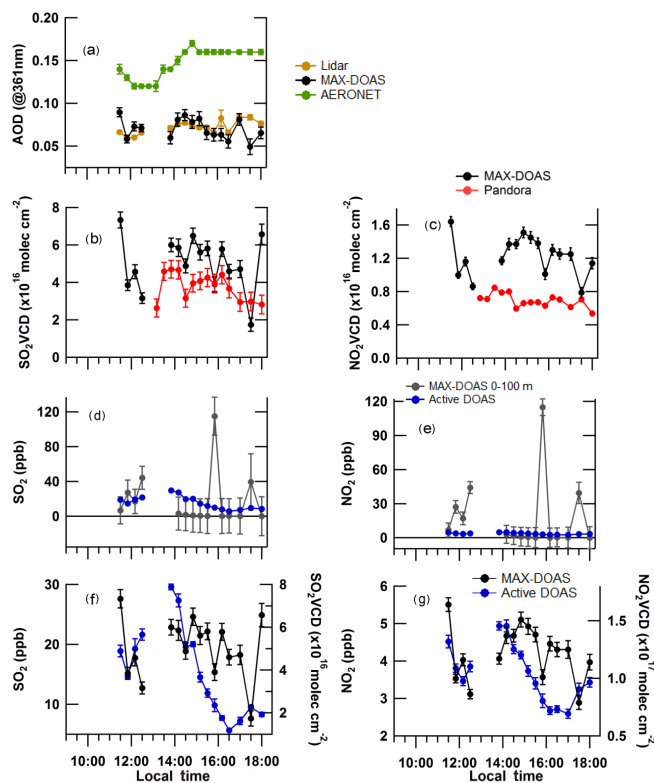 0.20
0.15
0.10
0.05
AOD (@361nm)
(a)
Lidar
MAX-DOAS
AERONET
8
6
4
2
0
SO2VCD (x10^16 molec cm^-2)
(b)
MAX-DOAS
Pandora
1.6
1.2
0.8
0.4
0.0
NO2VCD (x10^16 molec cm^-2)
(c)
120
80
40
0
SO2 (ppb)
(d)
MAX-DOAS 0-100 m
Active DOAS
120
90
60
30
0
NO2 (ppb)
(e)
30
20
10
SO2 (ppb)
(f)
MAX-DOAS
Active DOAS
8
6
4
2
SO2VCD (x10^16 molec cm^-2)
10:00 12:00 14:00 16:00 18:00
Local time
6
5
4
3
2
NO2 (ppb)
(g)
MAX-DOAS
Active DOAS
1.5
1.0
0.5
NO2VCD (x10^17 molec cm^-2)
10:00 12:00 14:00 16:00 18:00
Local time